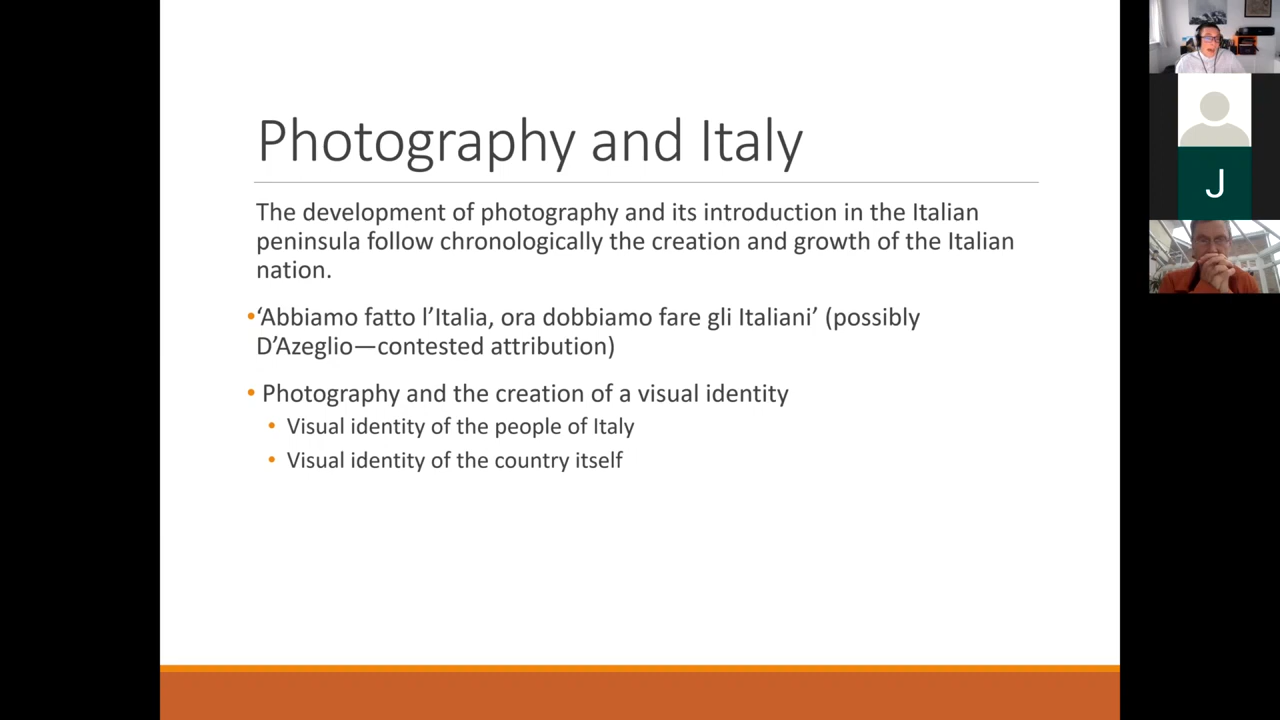 Photography and Italy
The development of photography and its introduction in the Italian
peninsula follow chronologically the creation and growth of the Italian
nation.
•‘Abbiamo fatto l’Italia, ora dobbiamo fare gli Italiani’ (possibly
D’Azeglio—contested attribution)
• Photography and the creation of a visual identity
• Visual identity of the people of Italy
• Visual identity of the country itself
J